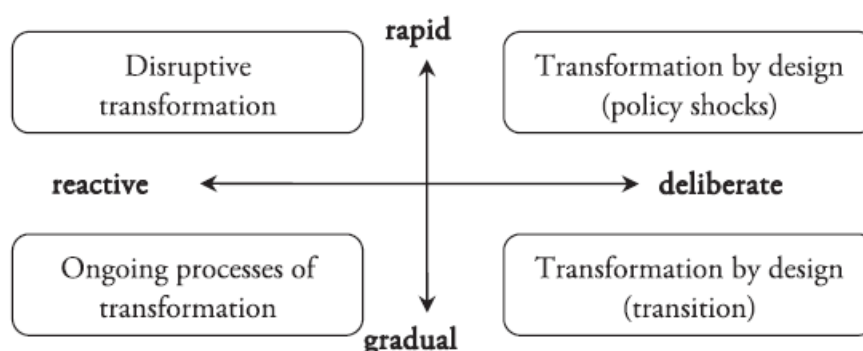 rapid
Disruptive
transformation
Transformation by design
(policy shocks)
reactive
deliberate
Ongoing processes of
transformation
Transformation by design
(transition)
gradual